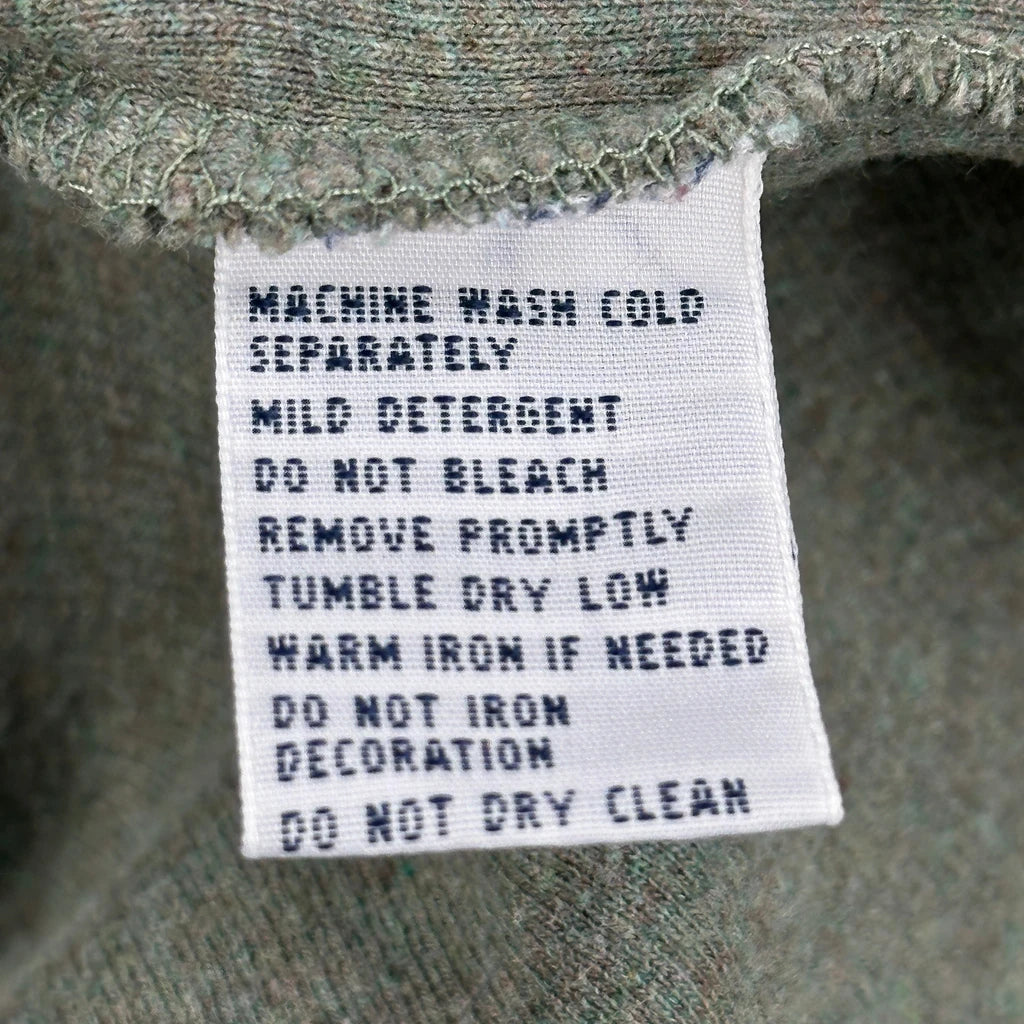 MACHINE WASH COLD
SEPARATELY
MILD DETERGENT
DO NOT BLEACH
REMOVE PROMPTLY
TUMBLE DRY LOW
WARM IRON IF NEEDED
DO NOT IRON
DECORATION
DO NOT DRY CLEAN